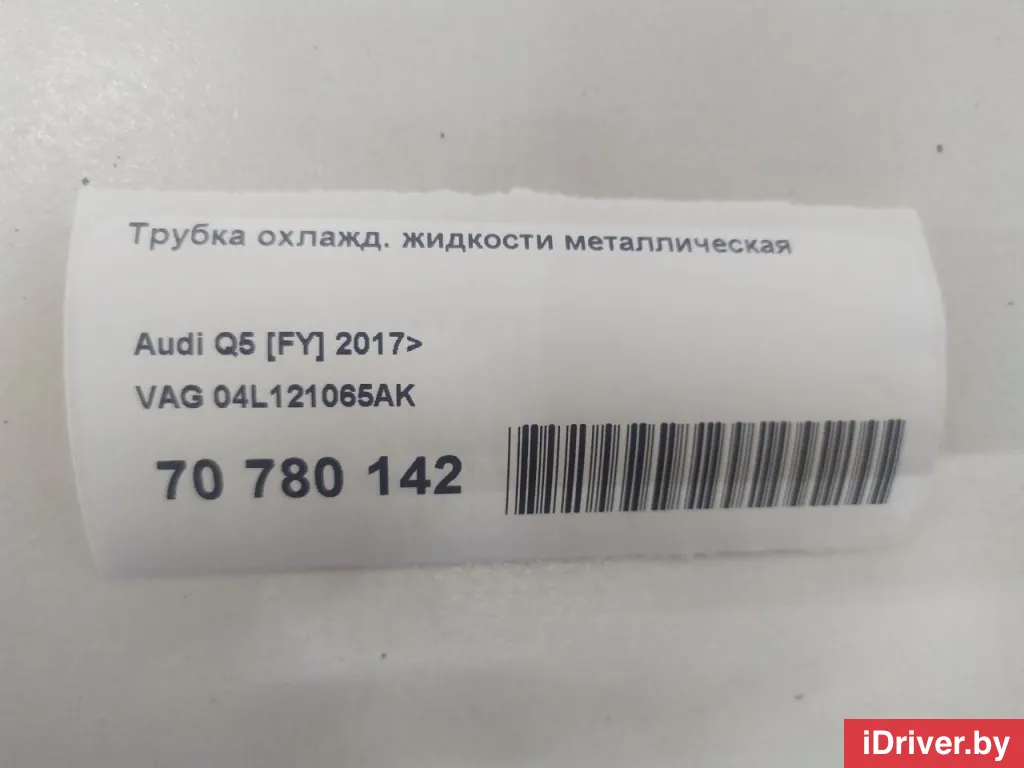 Трубка охлажд. жидкости металлическая
Audi Q5 [FY] 2017>
VAG 04L121065AK
70 780 142
iDriver.by